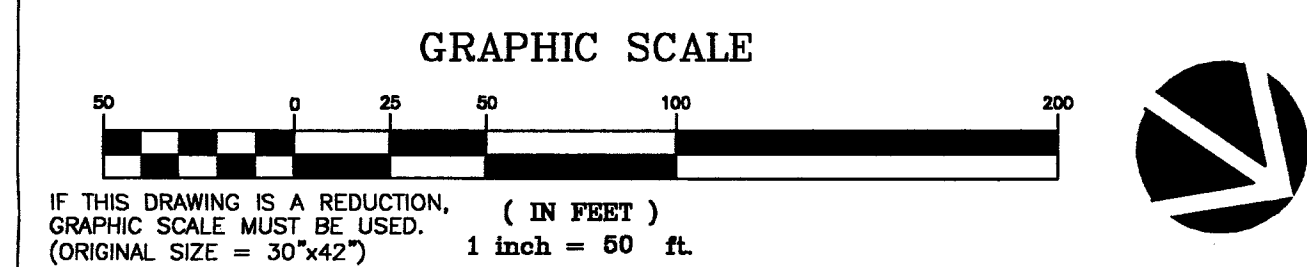 GRAPHIC SCALE
50 0 25 50 100 200
IF THIS DRAWING IS A REDUCTION,
GRAPHIC SCALE MUST BE USED.
(ORIGINAL SIZE = 30"x42")
( IN FEET )
1 inch = 50 ft.